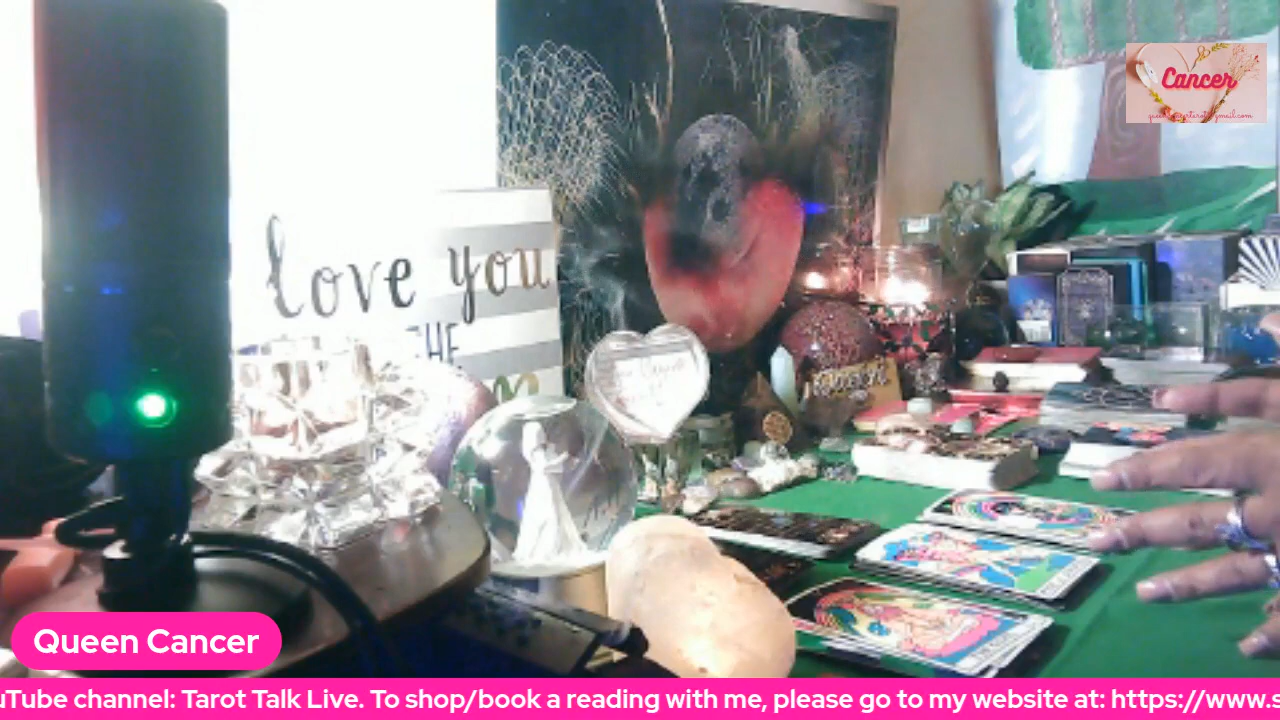 Cancer
love you
THE
Queen Cancer
uTube channel: Tarot Talk Live. To shop/book a reading with me, please go to my website at: https://www.s